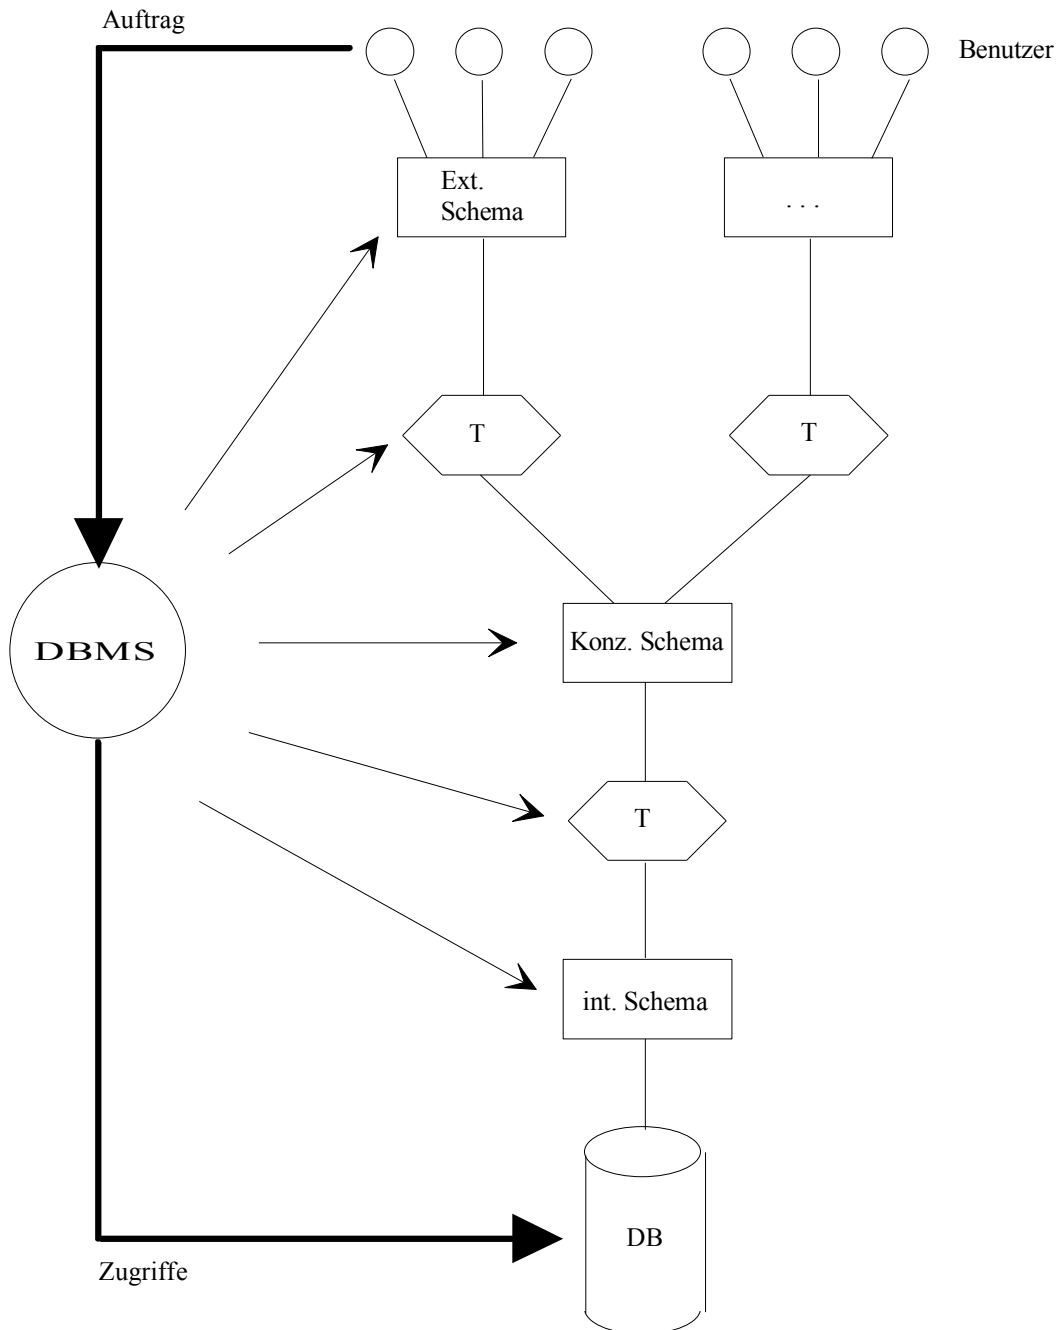 Auftrag
Benutzer
Ext.
Schema
. . .
T
T
DBMS
Konz. Schema
T
int. Schema
DB
Zugriffe